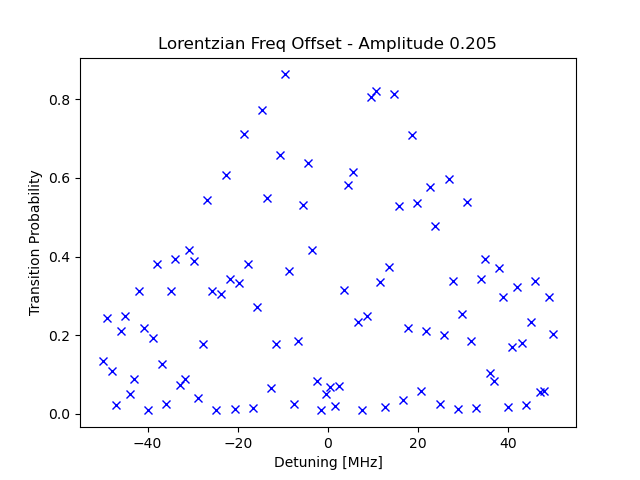 Lorentzian Freq Offset - Amplitude 0.205
Transition Probability
0.8
0.6
0.4
0.2
0.0
−40 −20 0 20 40
Detuning [MHz]